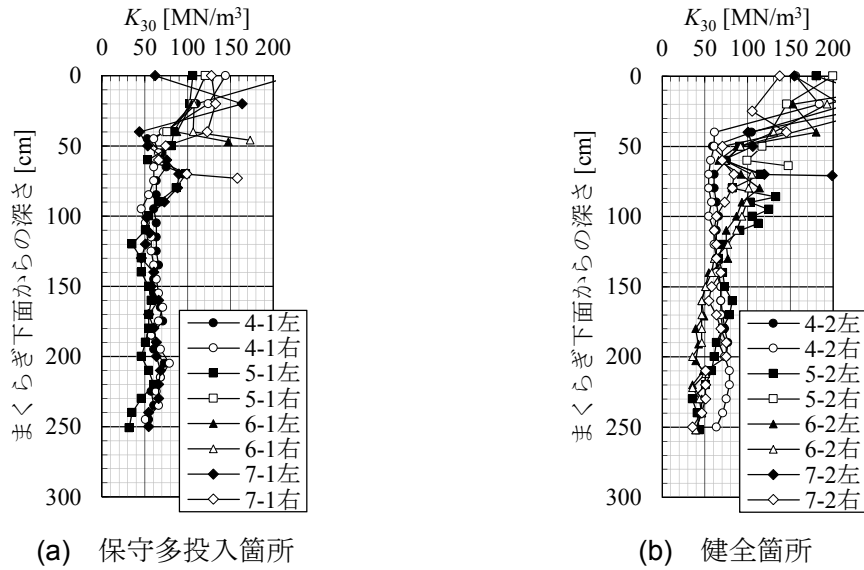 K30 [MN/m³]
0 50 100 150 200
0
50
100
150
200
250
300
まくらぎ下面からの深さ [cm]
4-1左
4-1右
5-1左
5-1右
6-1左
6-1右
7-1左
7-1右
(a) 保守多投入箇所
K30 [MN/m³]
0 50 100 150 200
0
50
100
150
200
250
300
まくらぎ下面からの深さ [cm]
4-2左
4-2右
5-2左
5-2右
6-2左
6-2右
7-2左
7-2右
(b) 健全箇所